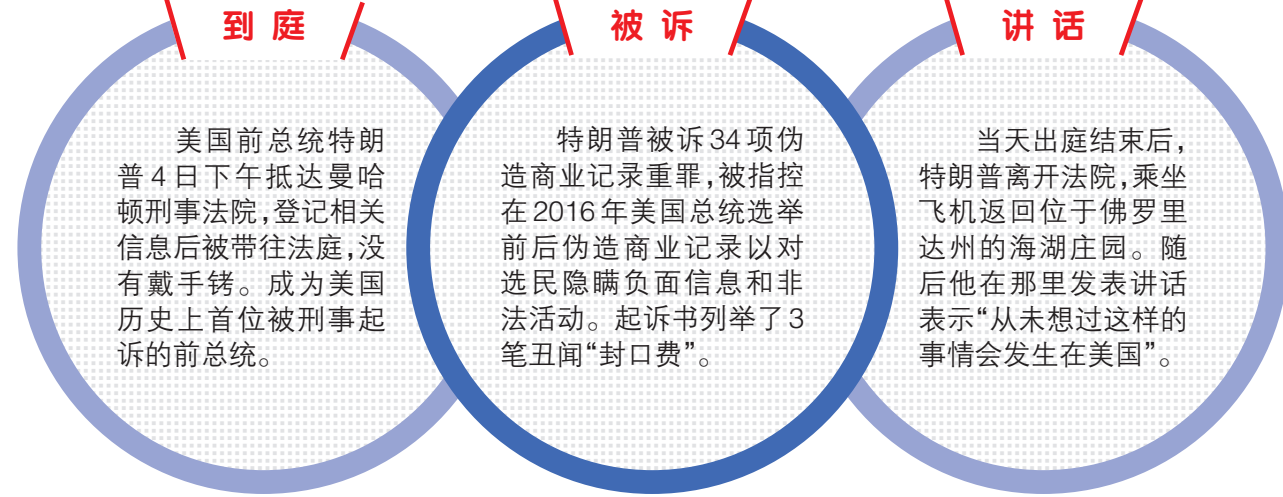 到庭
美国前总统特朗
普4日下午抵达曼哈
顿刑事法院,登记相关
信息后被带往法庭,没
有戴手铐。成为美国
历史上首位被刑事起
诉的前总统。
被诉
特朗普被诉34项伪
造商业记录重罪,被指控
在2016年美国总统选举
前后伪造商业记录以对
选民隐瞒负面信息和非
法活动。起诉书列举了3
笔丑闻“封口费”。
讲话
当天出庭结束后,
特朗普离开法院,乘坐
飞机返回位于佛罗里
达州的海湖庄园。随
后他在那里发表讲话
表示“从未想过这样的
事情会发生在美国”。